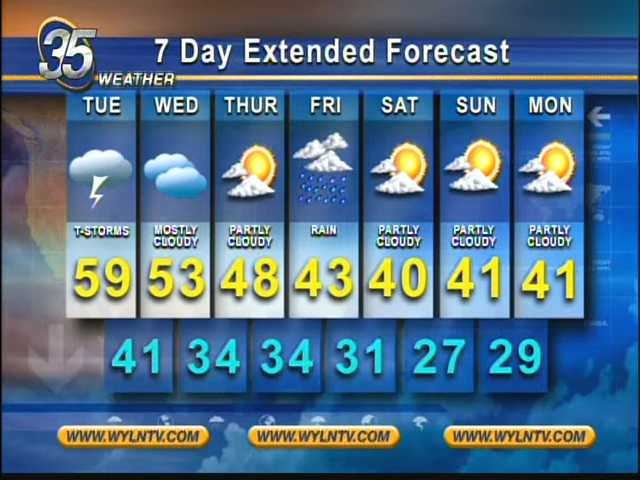 35
WEATHER
7 Day Extended Forecast
TUE WED THUR FRI SAT SUN MON
T-STORMS MOSTLY CLOUDY PARTLY CLOUDY RAIN PARTLY CLOUDY PARTLY CLOUDY PARTLY CLOUDY
59 53 48 43 40 41 41
41 34 34 31 27 29
WWW.WYLNTV.COM WWW.WYLNTV.COM WWW.WYLNTV.COM